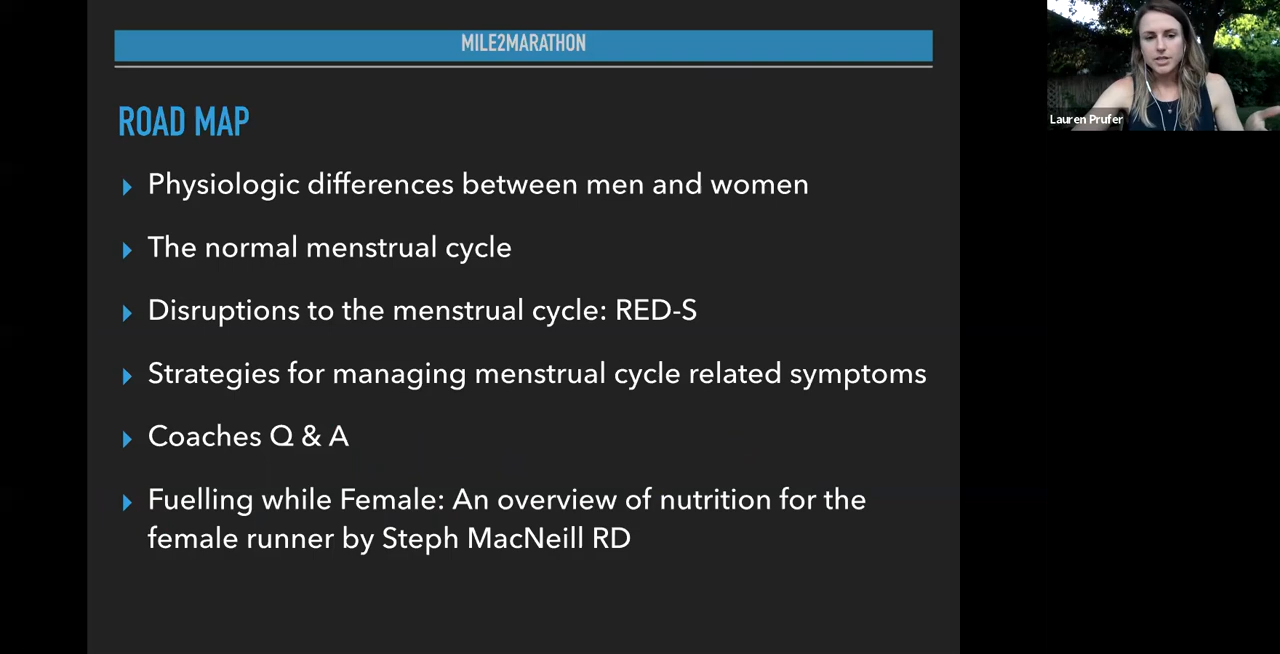 MILE2MARATHON
Lauren Prufer
ROAD MAP
Physiologic differences between men and women
The normal menstrual cycle
Disruptions to the menstrual cycle: RED-S
Strategies for managing menstrual cycle related symptoms
Coaches Q & A
Fuelling while Female: An overview of nutrition for the
female runner by Steph MacNeill RD